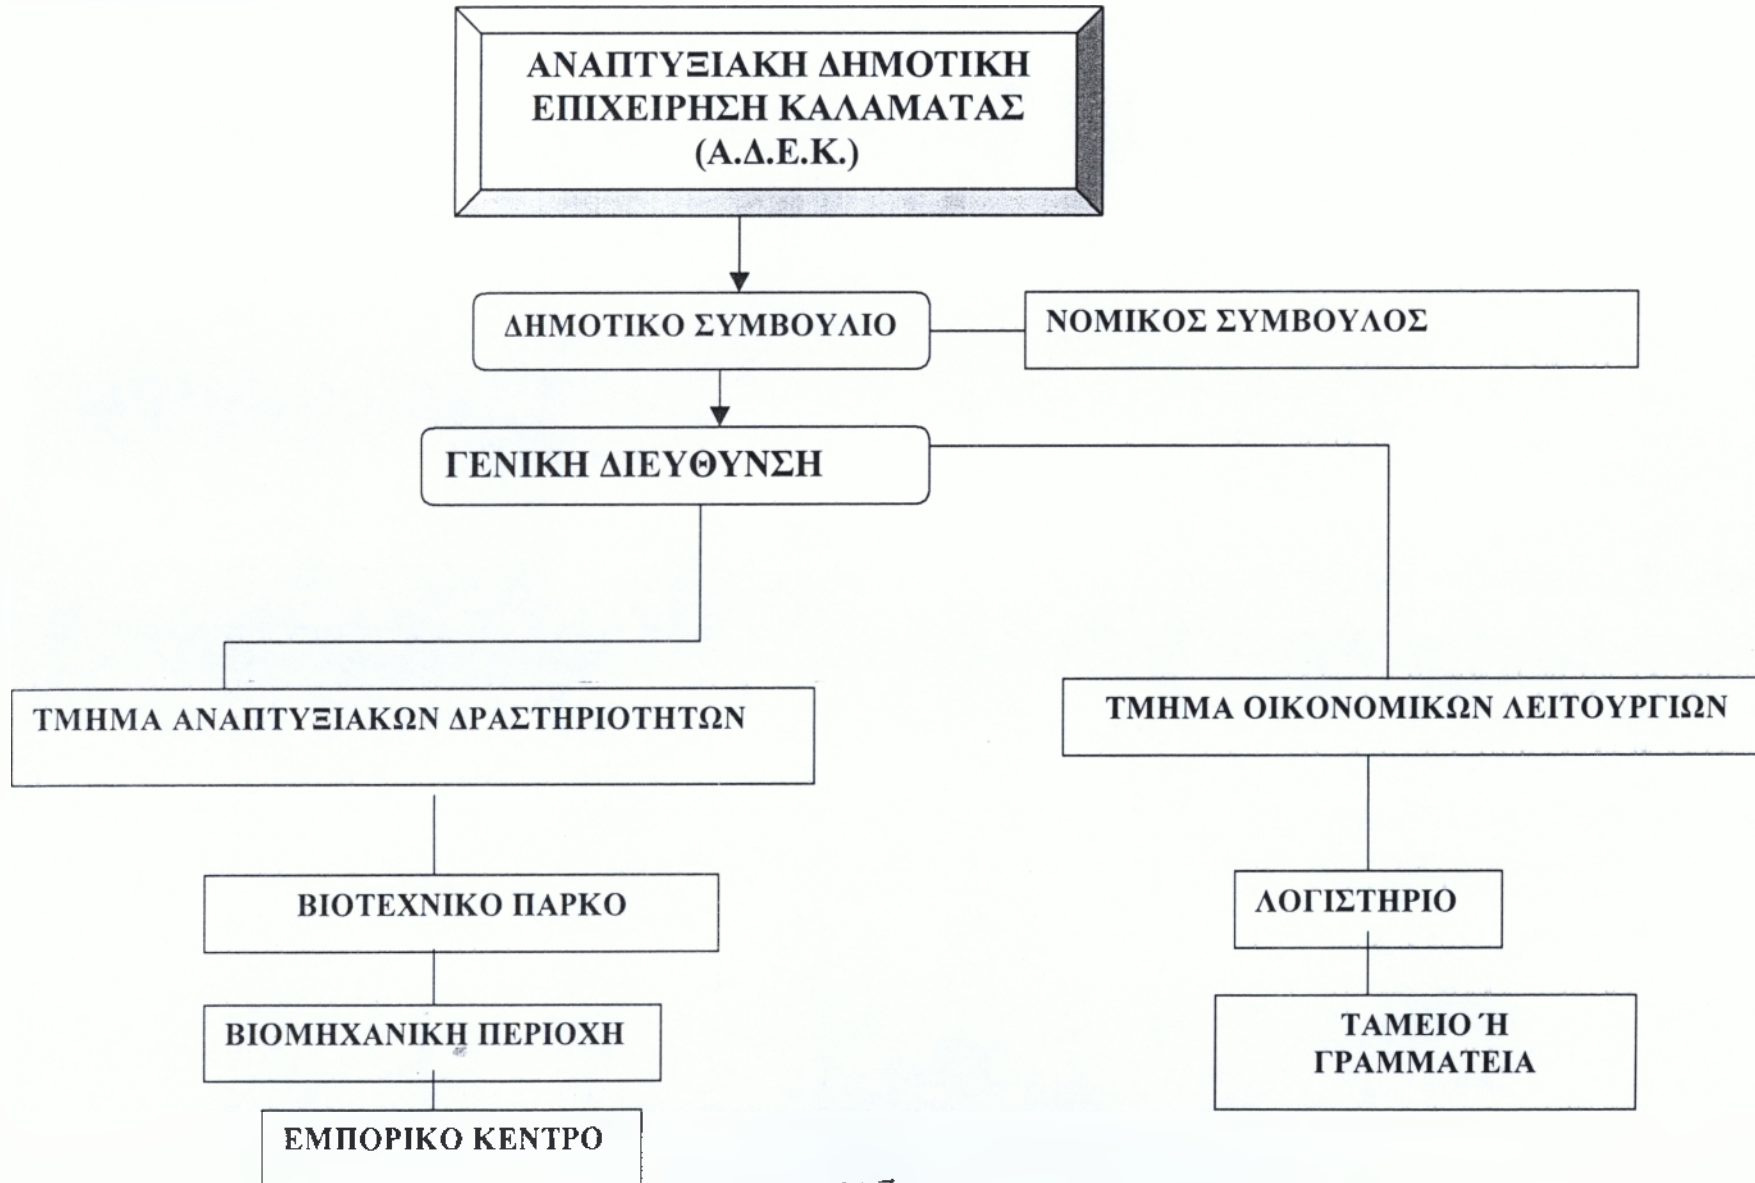 ΑΝΑΠΤΥΞΙΑΚΗ ΔΗΜΟΤΙΚΗ
ΕΠΙΧΕΙΡΗΣΗ ΚΑΛΑΜΑΤΑΣ
(Α.Δ.Ε.Κ.)
ΔΗΜΟΤΙΚΟ ΣΥΜΒΟΥΛΙΟ
ΝΟΜΙΚΟΣ ΣΥΜΒΟΥΛΟΣ
ΓΕΝΙΚΗ ΔΙΕΥΘΥΝΣΗ
ΤΜΗΜΑ ΑΝΑΠΤΥΞΙΑΚΩΝ ΔΡΑΣΤΗΡΙΟΤΗΤΩΝ
ΤΜΗΜΑ ΟΙΚΟΝΟΜΙΚΩΝ ΛΕΙΤΟΥΡΓΙΩΝ
ΒΙΟΤΕΧΝΙΚΟ ΠΑΡΚΟ
ΛΟΓΙΣΤΗΡΙΟ
ΒΙΟΜΗΧΑΝΙΚΗ ΠΕΡΙΟΧΗ
ΤΑΜΕΙΟ Ή
ΓΡΑΜΜΑΤΕΙΑ
ΕΜΠΟΡΙΚΟ ΚΕΝΤΡΟ